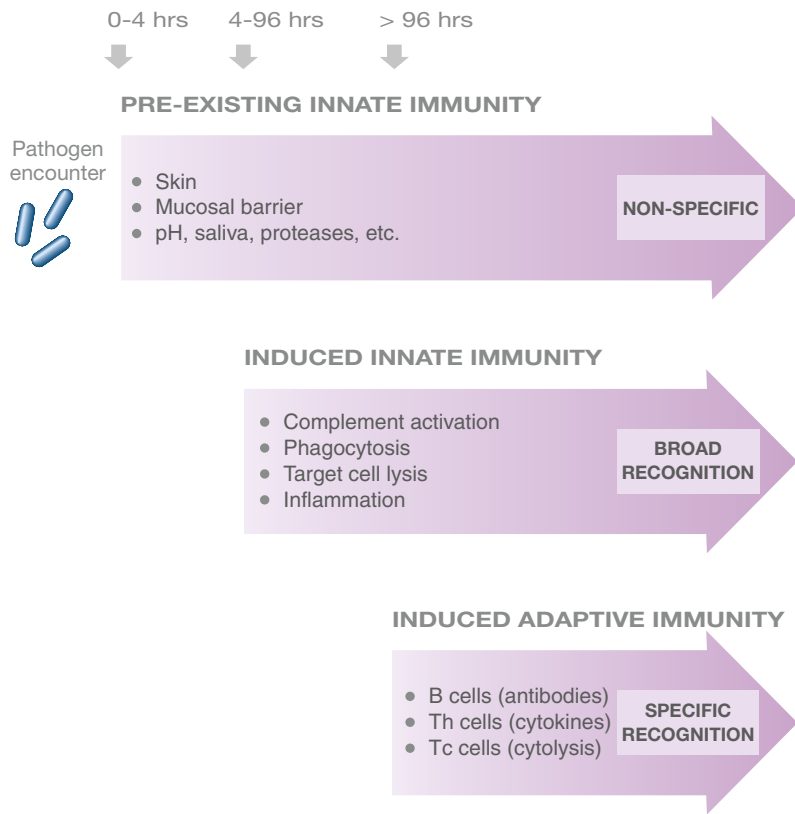 0-4 hrs
4-96 hrs
> 96 hrs
PRE-EXISTING INNATE IMMUNITY
Pathogen
encounter
• Skin
• Mucosal barrier
• pH, saliva, proteases, etc.
NON-SPECIFIC
INDUCED INNATE IMMUNITY
• Complement activation
• Phagocytosis
• Target cell lysis
• Inflammation
BROAD
RECOGNITION
INDUCED ADAPTIVE IMMUNITY
• B cells (antibodies)
• Th cells (cytokines)
• Tc cells (cytolysis)
SPECIFIC
RECOGNITION